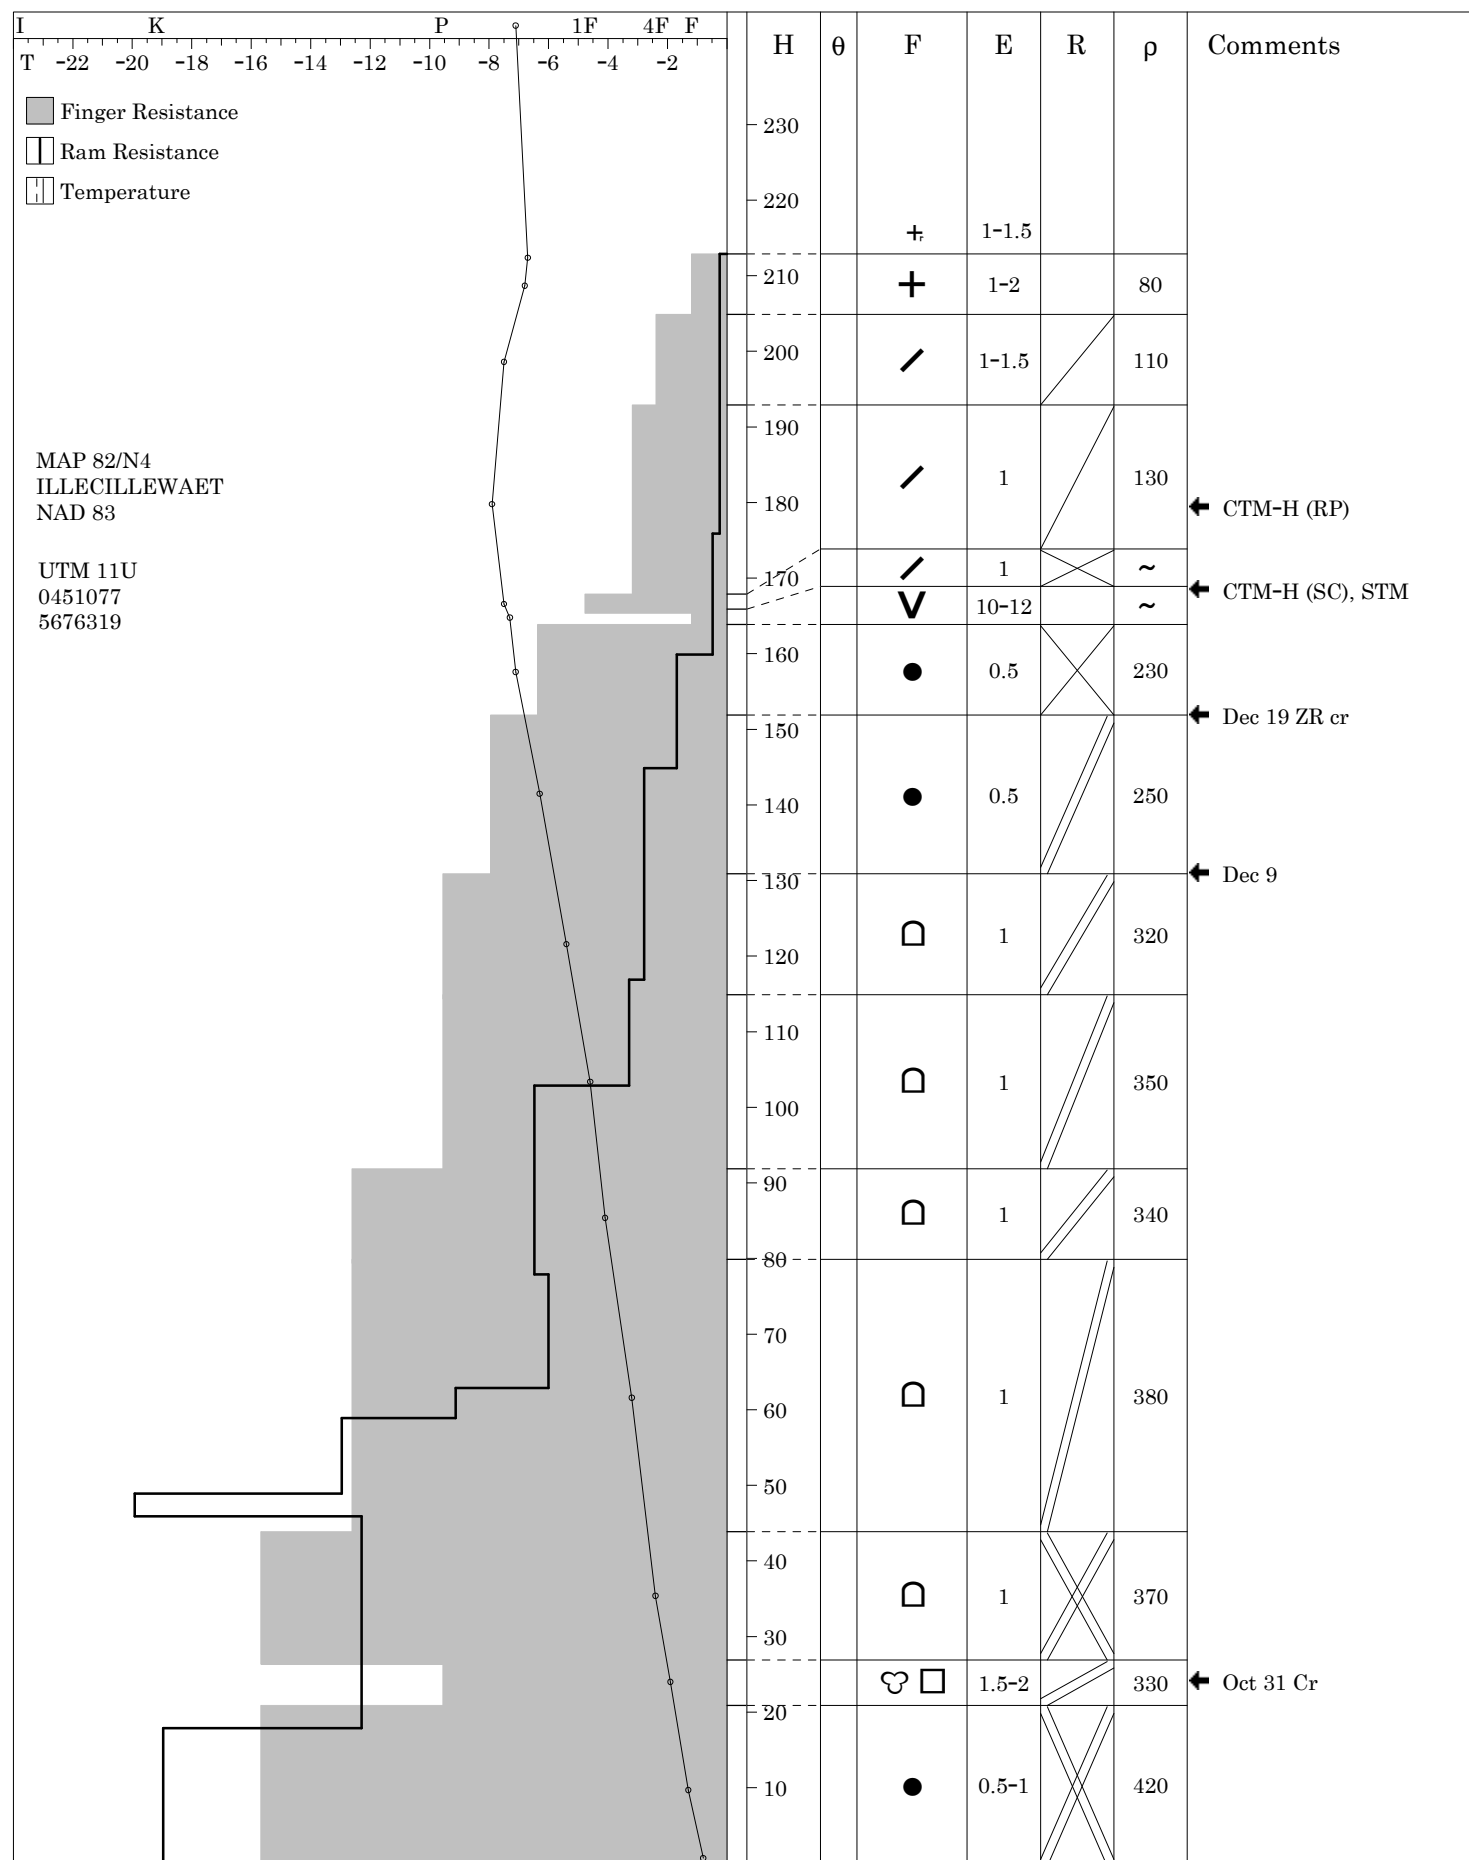 I K P 1F 4F F
T -22 -20 -18 -16 -14 -12 -10 -8 -6 -4 -2
H θ F E R ρ Comments
Finger Resistance
Ram Resistance
Temperature
230
220
1-1.5
210
1-2 80
200
1-1.5 110
190
MAP 82/N4
ILLECILLEWAET
NAD 83
1 130
180
CTM-H (RP)
UTM 11U
0451077
5676319
170
1 ~
CTM-H (SC), STM
10-12 ~
160
0.5 230
Dec 19 ZR cr
150
0.5 250
140
Dec 9
130
1 320
120
110
1 350
100
90
1 340
80
70
1 380
60
50
40
1 370
30
1.5-2 330
Oct 31 Cr
20
10
0.5-1 420